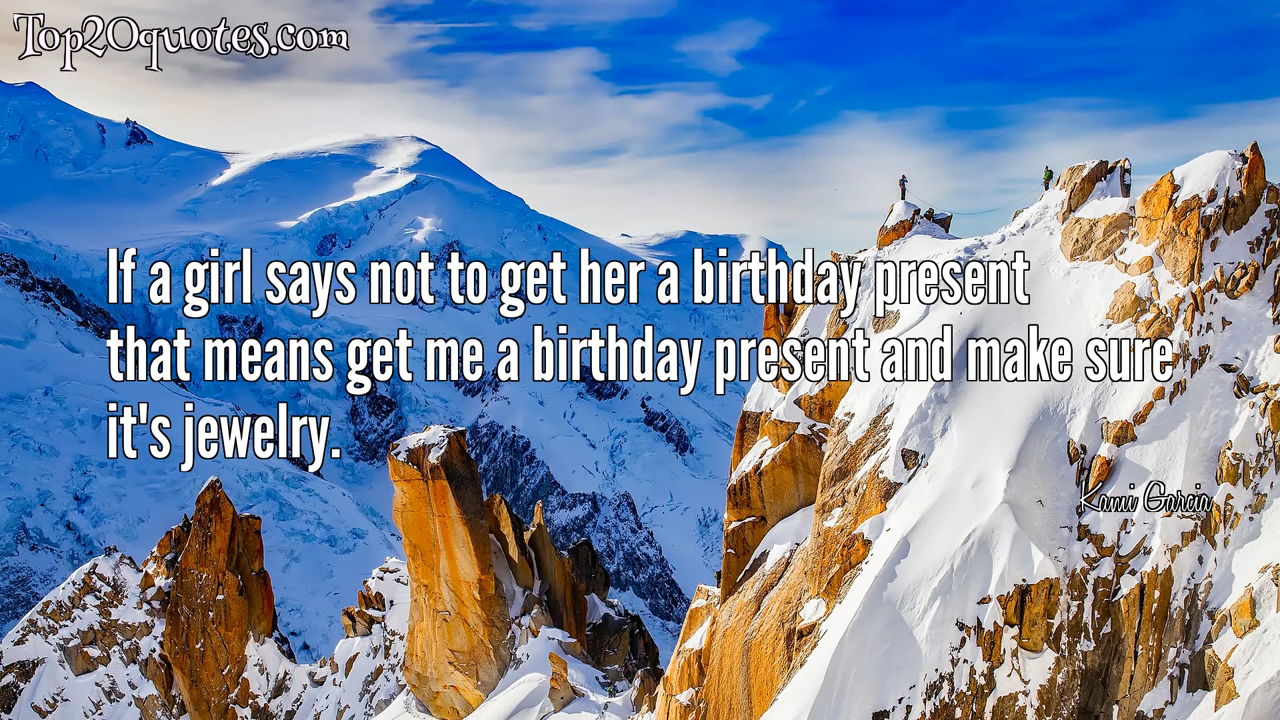 Top20quotes.com
If a girl says not to get her a birthday present
that means get me a birthday present and make sure
it's jewelry.
Kami Garcia